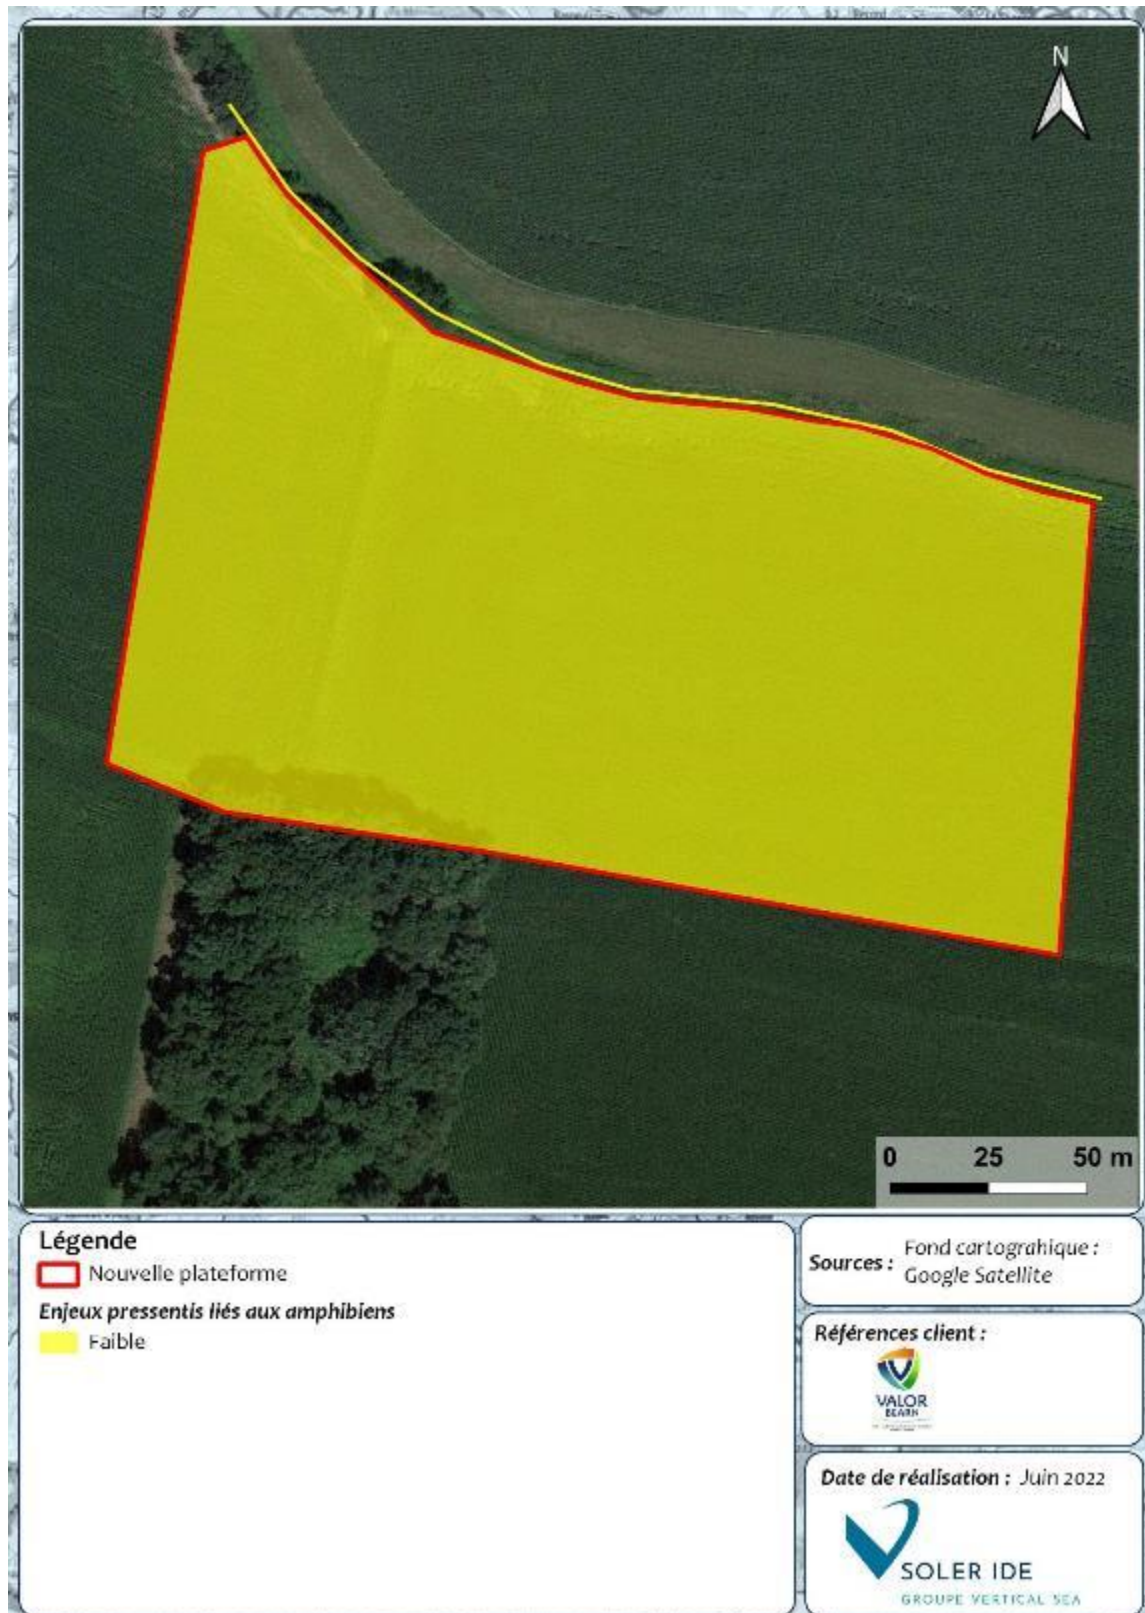 N
0 25 50 m
Légende
Nouvelle plateforme
Enjeux pressentis liés aux amphibiens
Faible
Sources :
Fond cartograhique :
Google Satellite
Références client :
VALOR
BEARN
Date de réalisation : Juin 2022
SOLER IDE
GROUPE VERTICAL SEA